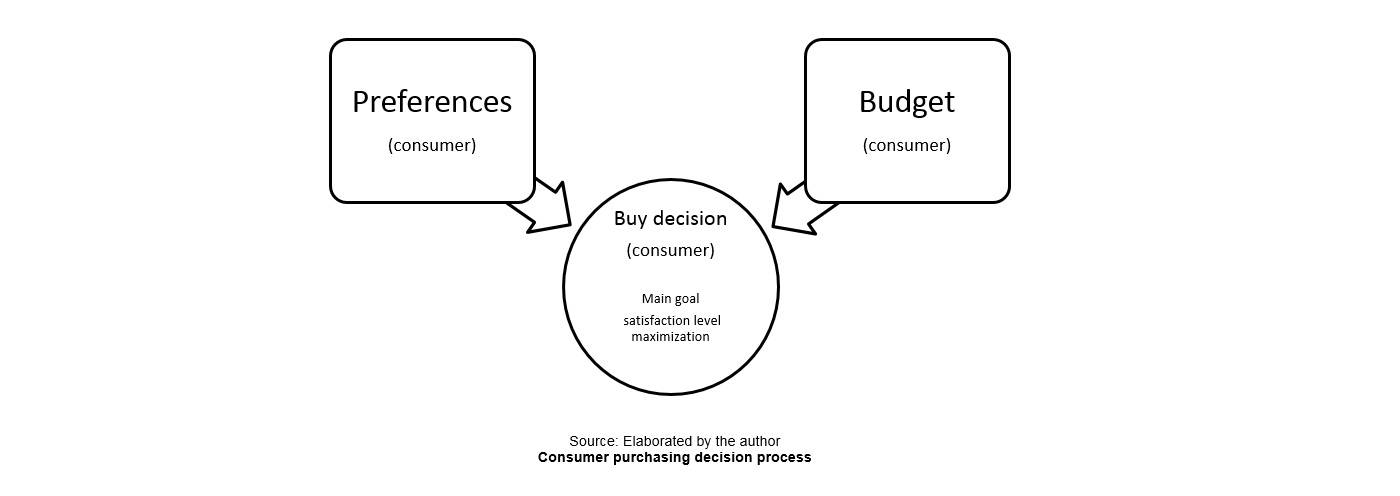 Preferences
(consumer)
Budget
(consumer)
Buy decision
(consumer)
Main goal
satisfaction level
maximization
Source: Elaborated by the author
Consumer purchasing decision process